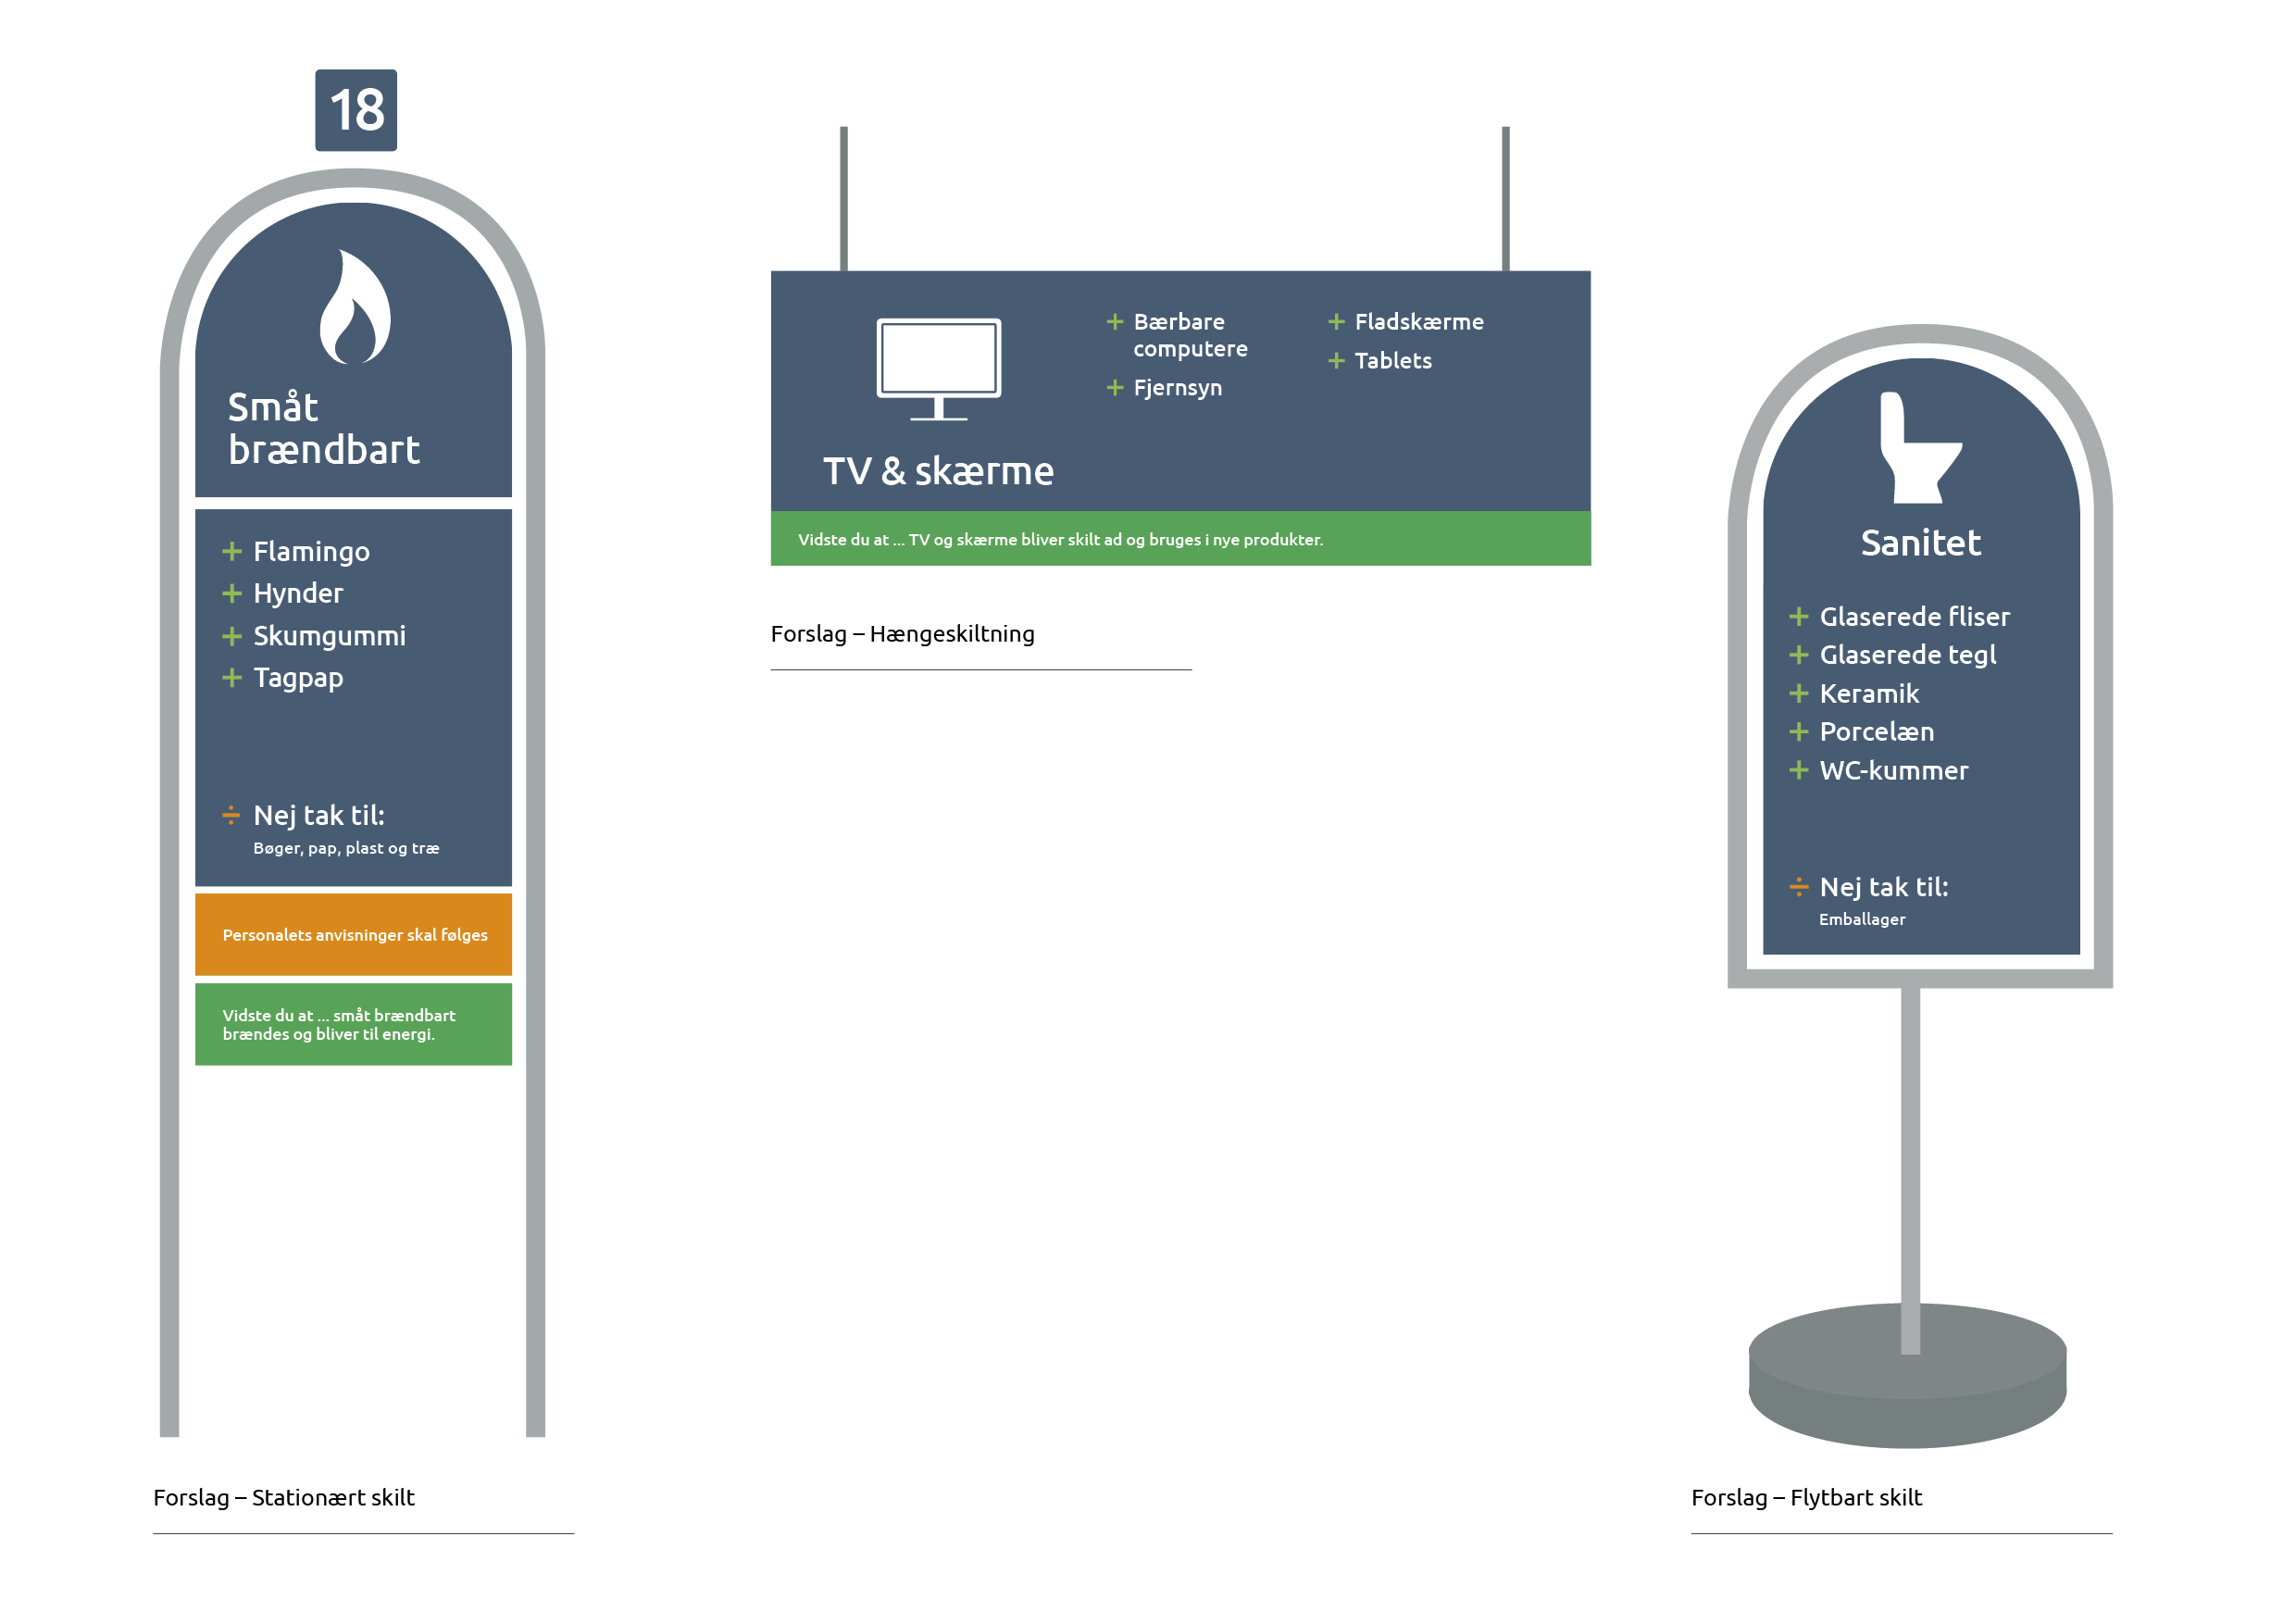 18
Småt
brændbart
+ Flamingo
+ Hynder
+ Skumgummi
+ Tagpap
÷ Nej tak til:
Bøger, pap, plast og træ
Personalets anvisninger skal følges
Vidste du at ... småt brændbart
brændes og bliver til energi.
Forslag – Stationært skilt
TV & skærme
+ Bærbare
computere
+ Fjernsyn
+ Fladskærme
+ Tablets
Vidste du at ... TV og skærme bliver skilt ad og bruges i nye produkter.
Forslag – Hængeskiltning
Sanitet
+ Glaserede fliser
+ Glaserede tegl
+ Keramik
+ Porcelæn
+ WC-kummer
÷ Nej tak til:
Emballager
Forslag – Flytbart skilt